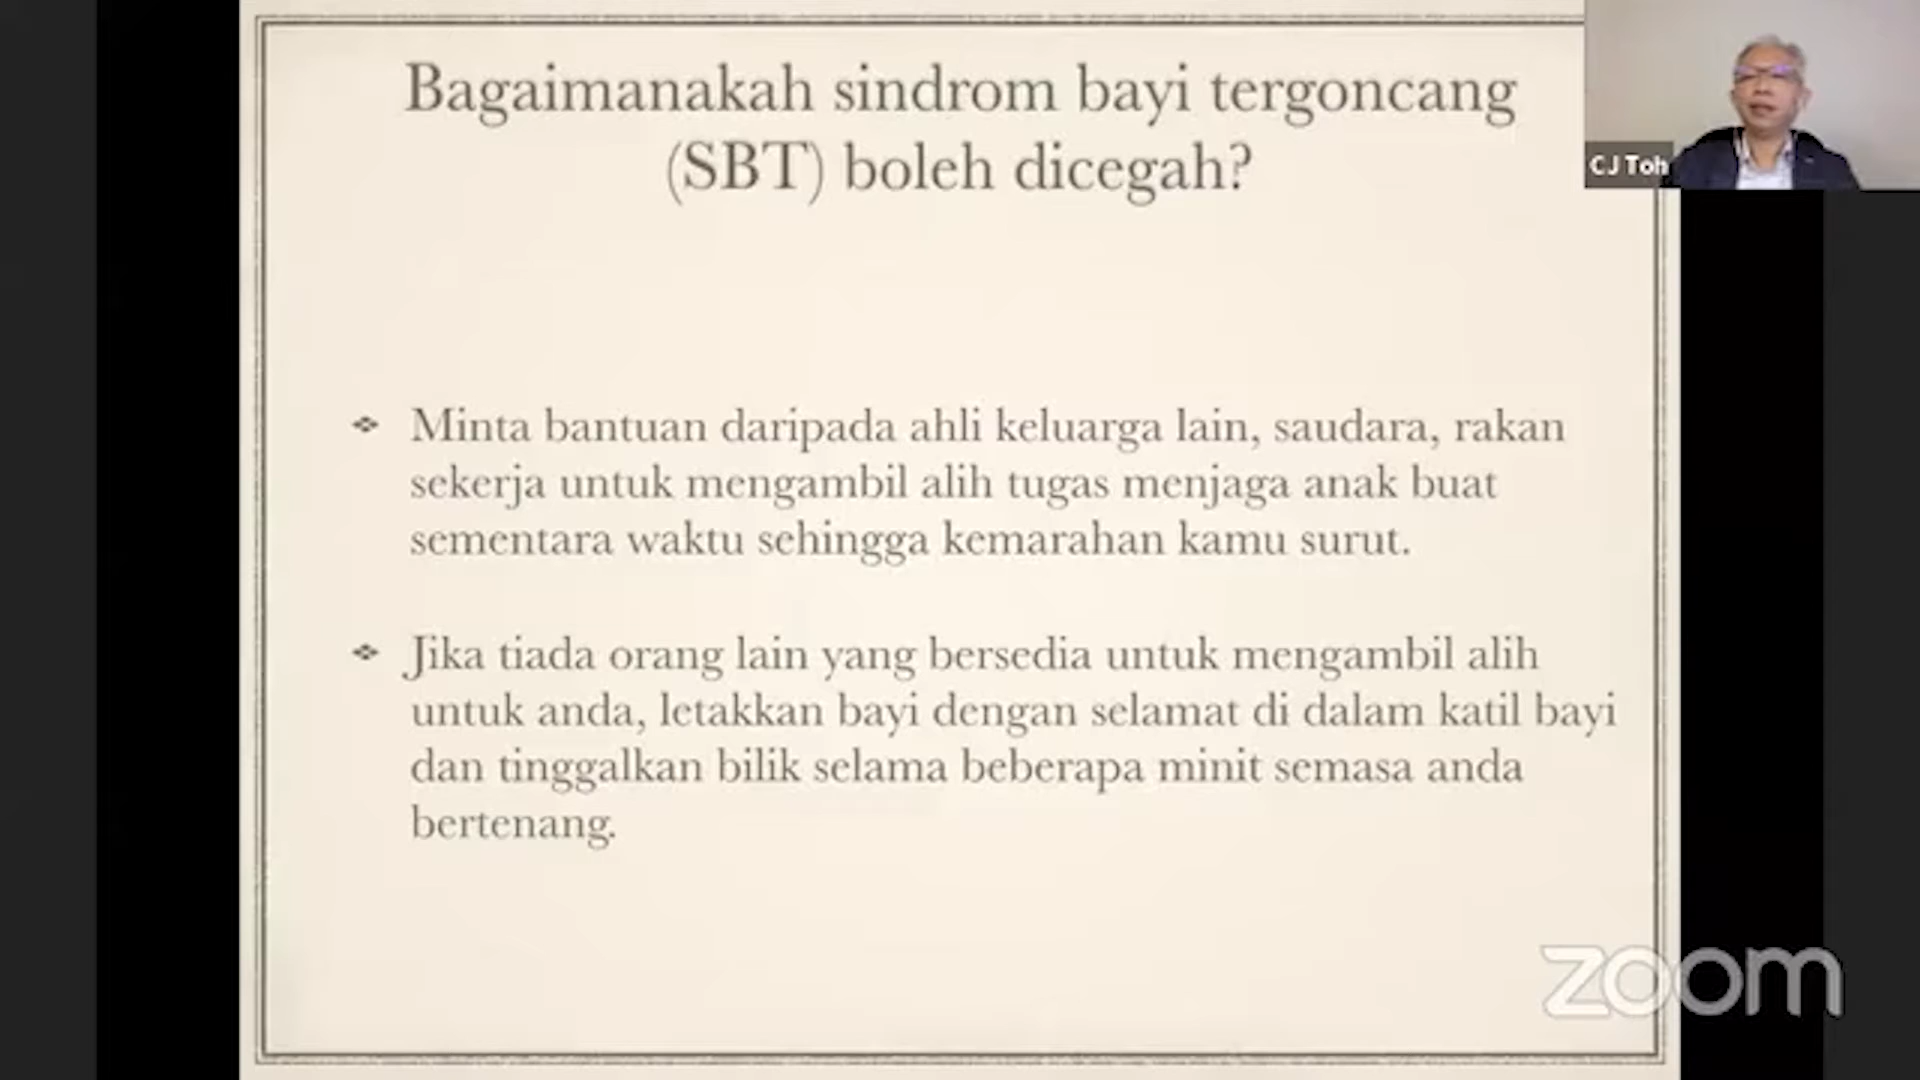 Bagaimanakah sindrom bayi tergoncang
(SBT) boleh dicegah?
CJ Toh
Minta bantuan daripada ahli keluarga lain, saudara, rakan
sekerja untuk mengambil alih tugas menjaga anak buat
sementara waktu sehingga kemarahan kamu surut.
Jika tiada orang lain yang bersedia untuk mengambil alih
untuk anda, letakkan bayi dengan selamat di dalam katil bayi
dan tinggalkan bilik selama beberapa minit semasa anda
bertenang.
zoom